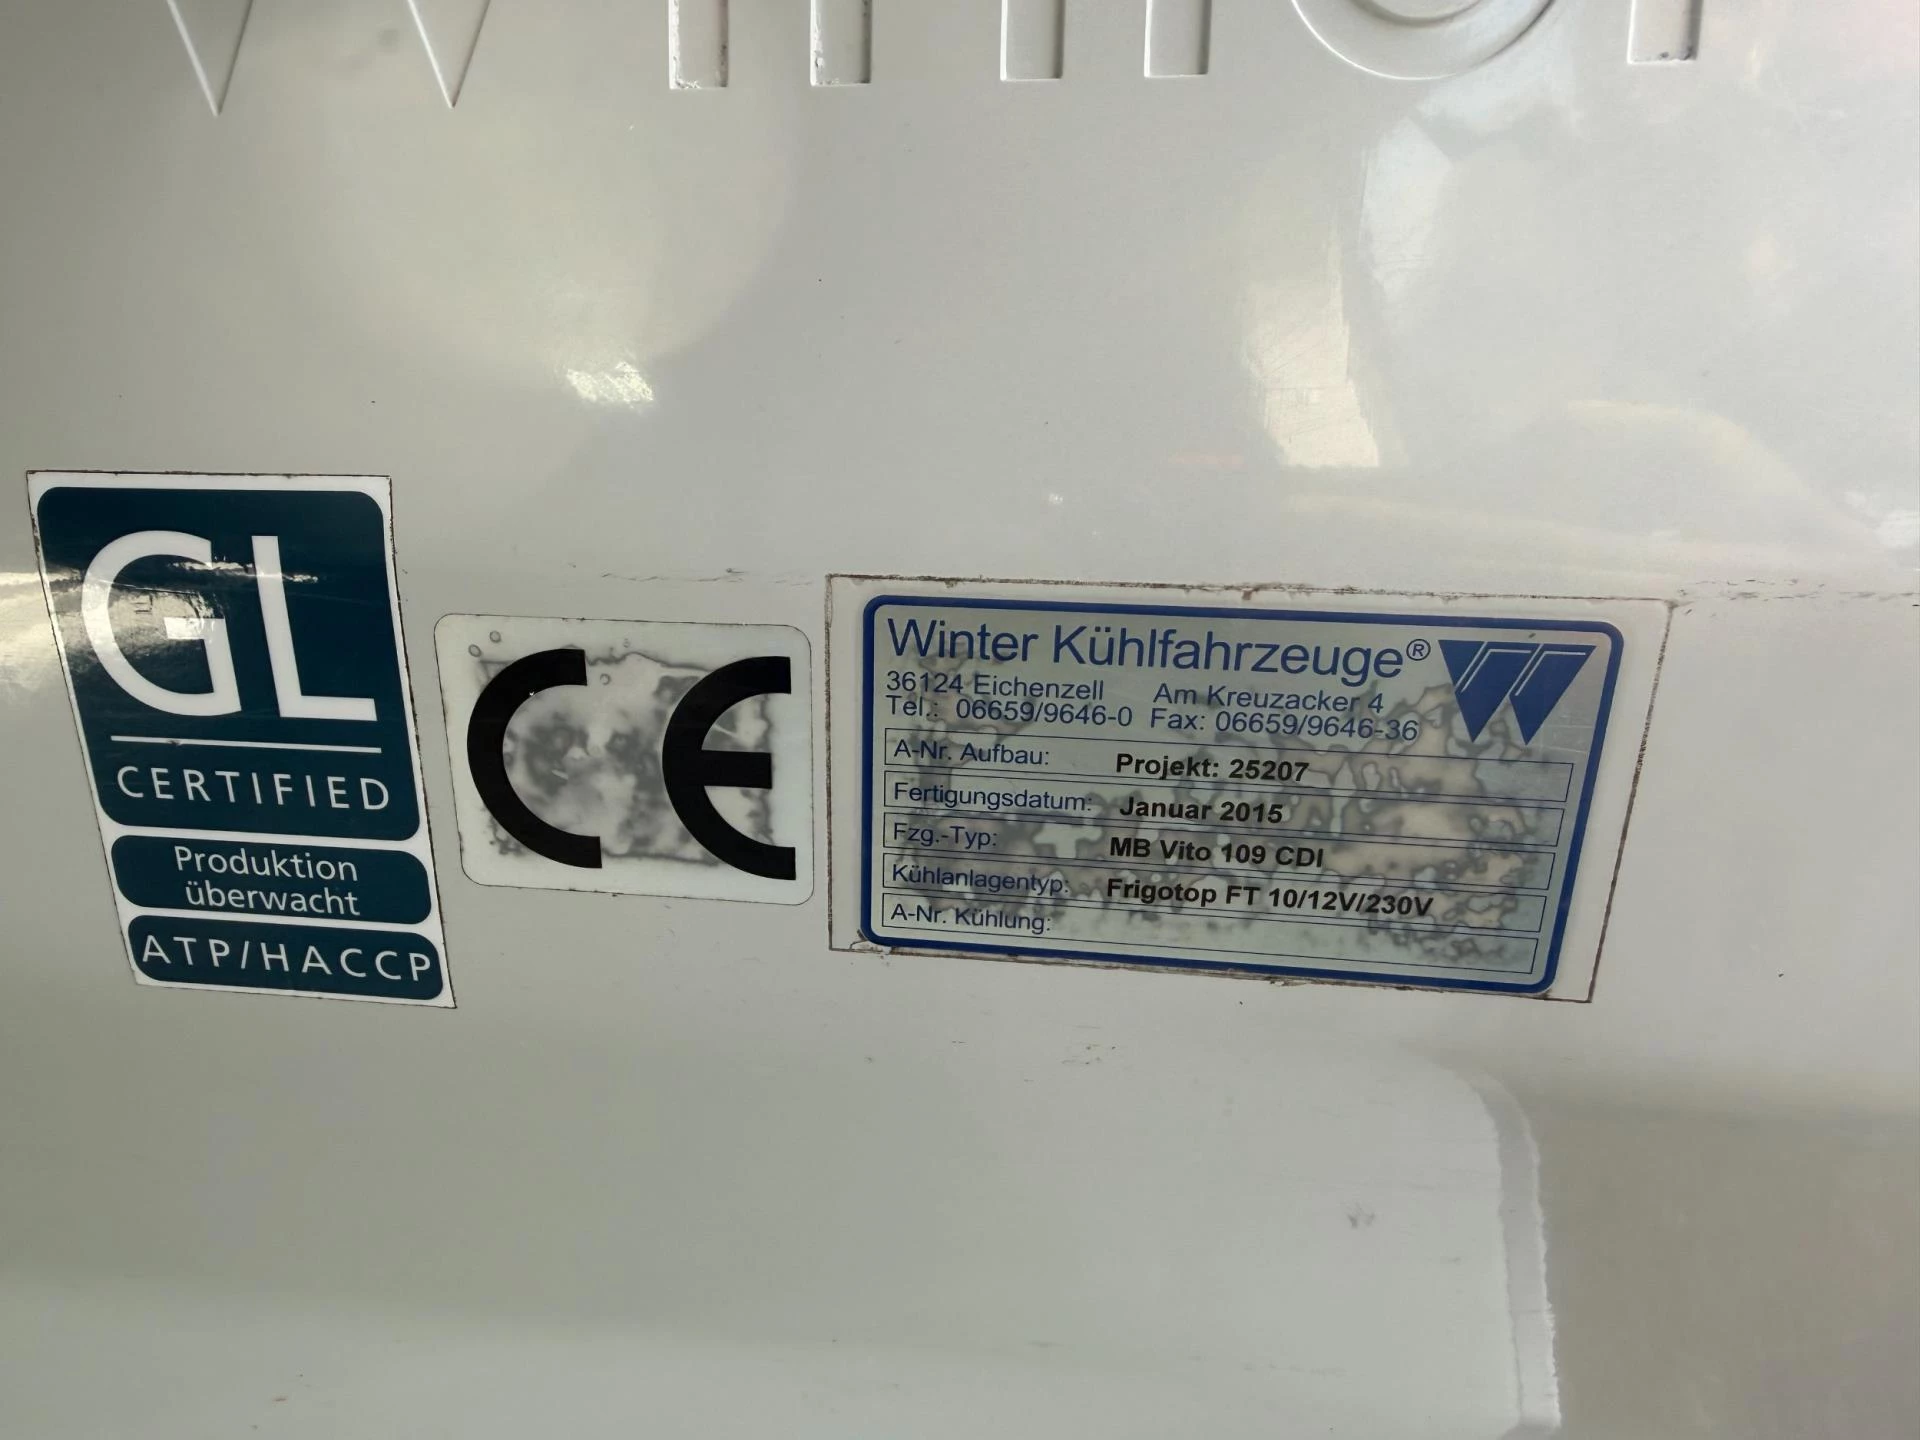 GL
CERTIFIED
Produktion
überwacht
ATP/HACCP
CE
Winter Kühlfahrzeuge®
36124 Eichenzell Am Kreuzacker 4
Tel.: 06659/9646-0 Fax: 06659/9646-36
A-Nr. Aufbau: Projekt: 25207
Fertigungsdatum: Januar 2015
Fzg.-Typ: MB Vito 109 CDI
Kühlanlagentyp: Frigotop FT 10/12V/230V
A-Nr. Kühlung: